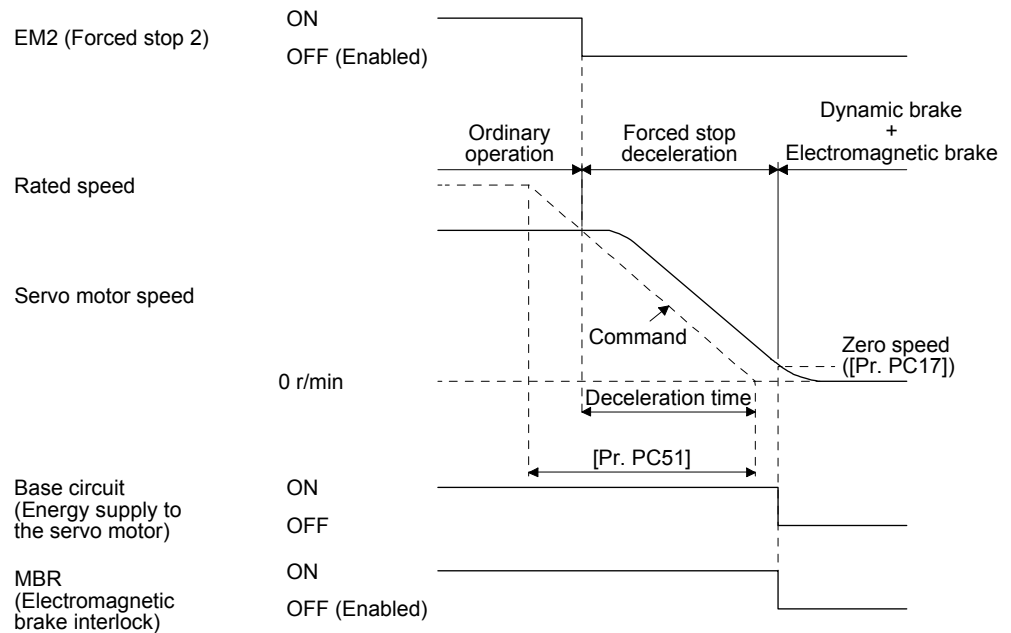 EM2 (Forced stop 2)
ON
OFF (Enabled)
Ordinary
operation
Forced stop
deceleration
Dynamic brake
+
Electromagnetic brake
Rated speed
Servo motor speed
Command
Zero speed
([Pr. PC17])
0 r/min
Deceleration time
[Pr. PC51]
Base circuit
(Energy supply to
the servo motor)
ON
OFF
MBR
(Electromagnetic
brake interlock)
ON
OFF (Enabled)